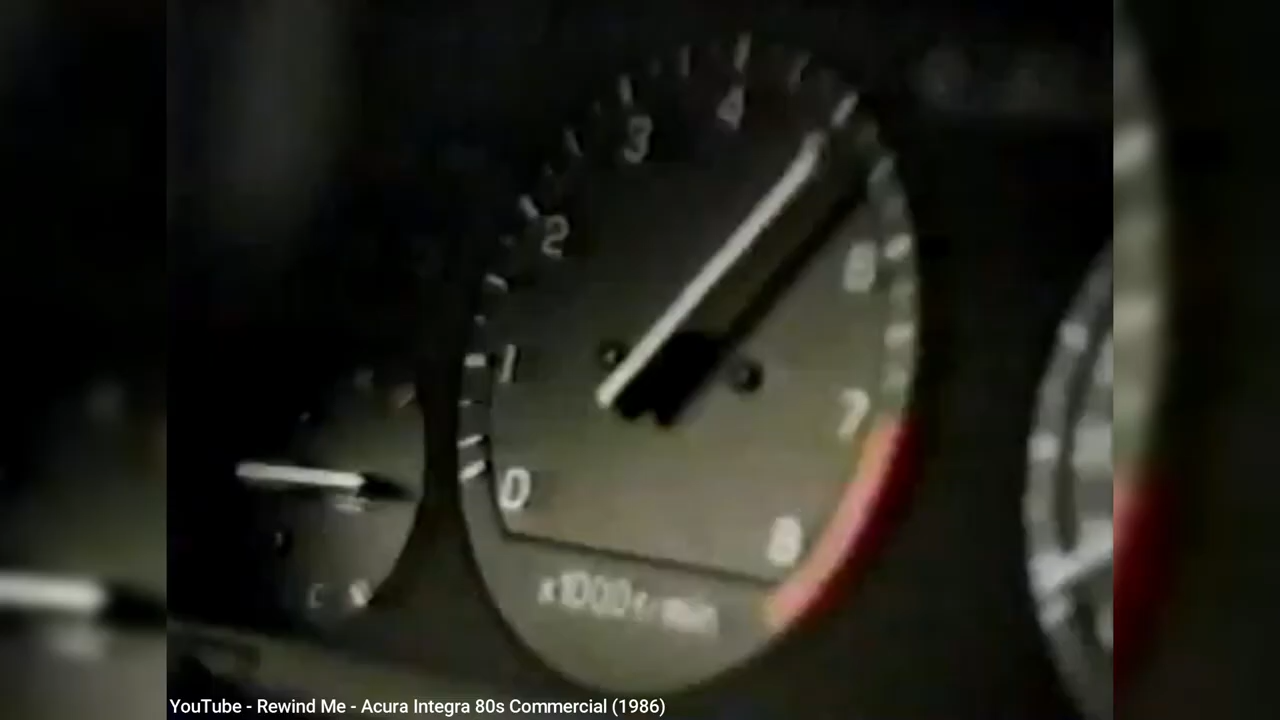 4
3
2
6
1
7
0
8
x1000r/min
C
YouTube - Rewind Me - Acura Integra 80s Commercial (1986)